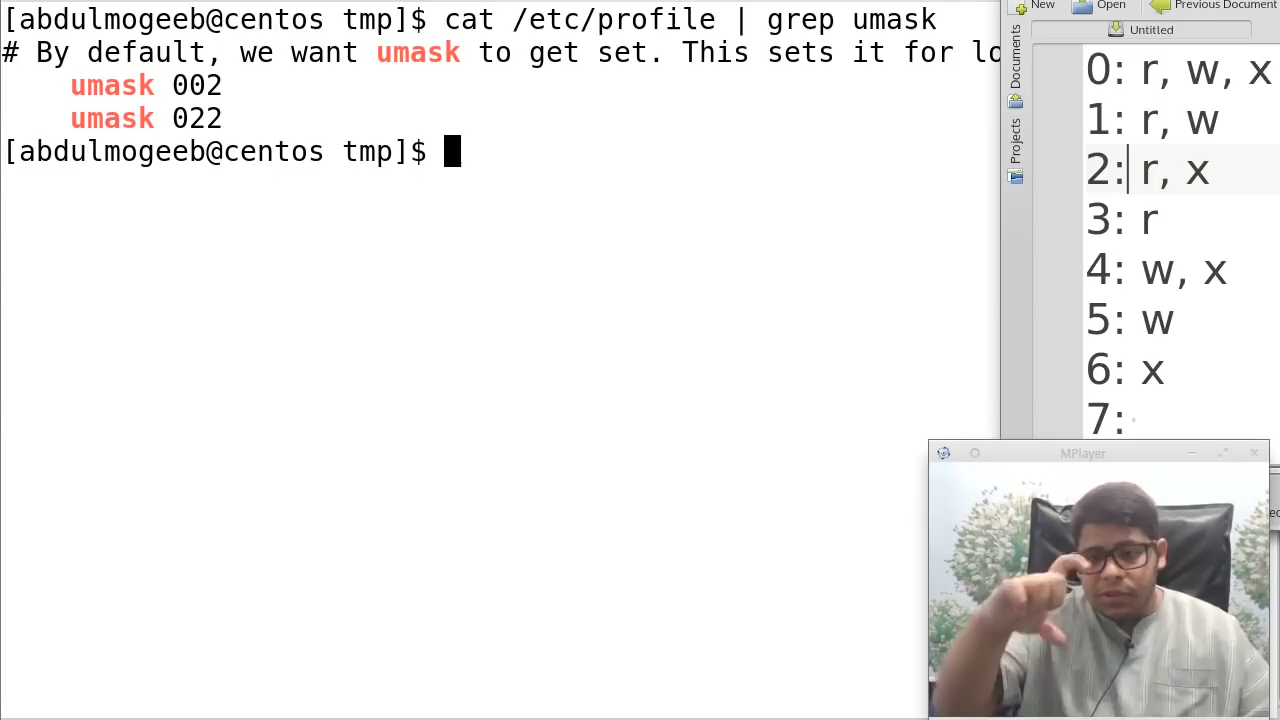 [abdulmogeeb@centos tmp]$ cat /etc/profile | grep umask
# By default, we want umask to get set. This sets it for lo
    umask 002
    umask 022
[abdulmogeeb@centos tmp]$
New Open Previous Document
Untitled
Documents
Projects
0: r, w, x
1: r, w
2: r, x
3: r
4: w, x
5: w
6: x
7:
MPlayer